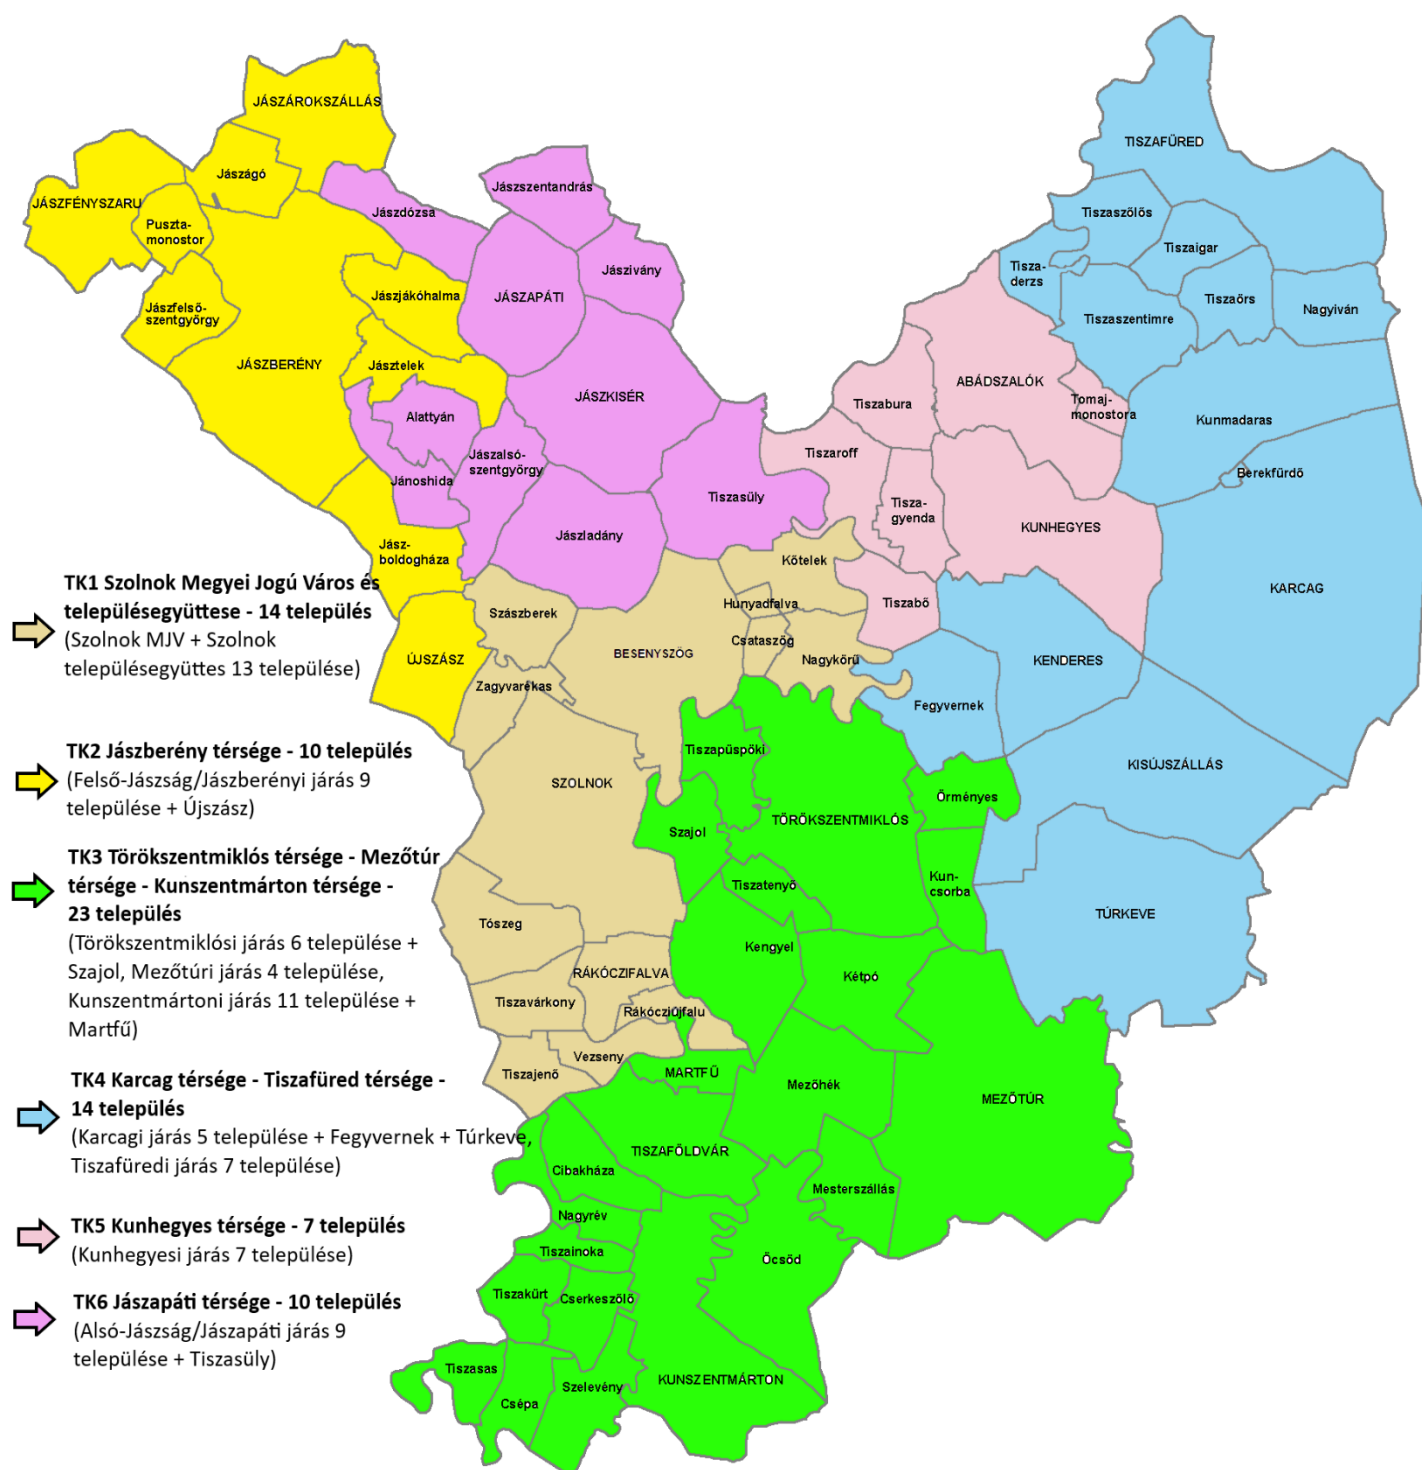 JÁSZÁROKSZÁLLÁS
Jászágó
JÁSZFÉNYSZARU
Puszta-
monostor
Jászdózsa
Jászszentandrás
Jászivány
JÁSZAPÁTI
Jászjákóhalma
Jászfelső-
szentgyörgy
JÁSZBERÉNY
Jásztelek
JÁSZKISÉR
Alattyán
Jászalsó-
szentgyörgy
Jánoshida
Tiszasüly
Jászladány
Jász-
boldogháza
ÚJSZÁSZ
TISZAFÜRED
Tiszaszőlős
Tiszaigar
Tisza-
derzs
Tiszaörs
Nagyiván
Tiszaszentimre
ABÁDSZALÓK
Tomaj-
monostora
Tiszabura
Kunmadaras
Tiszaroff
Berekfürdő
Tisza-
gyenda
KUNHEGYES
KARCAG
Kőtelek
Hunyadfalva
Tiszabő
Szászberek
Csataszög
BESENYSZÖG
Nagykörű
KENDERES
Zagyvarékas
Fegyvernek
Tiszapüspöki
KISÚJSZÁLLÁS
SZOLNOK
Örményes
TÖRÖKSZENTMIKLÓS
Szajol
Kun-
csorba
Tiszatenyő
TÚRKEVE
Tószeg
Kengyel
Kétpó
RÁKÓCZIFALVA
Tiszavárkony
Rákócziújfalu
Vezseny
Tiszajenő
MARTFŰ
Mezőhék
MEZŐTÚR
TISZAFÖLDVÁR
Cibakháza
Mesterszállás
Nagyrév
Tiszainoka
Öcsöd
Tiszakürt
Cserkeszőlő
Tiszasas
Szelevény
KUNSZENTMÁRTON
Csépa
TK1 Szolnok Megyei Jogú Város és
településegyüttese - 14 település
(Szolnok MJV + Szolnok
településegyüttes 13 települése)
TK2 Jászberény térsége - 10 település
(Felső-Jászság/Jászberényi járás 9
települése + Újszász)
TK3 Törökszentmiklós térsége - Mezőtúr
térsége - Kunszentmárton térsége -
23 település
(Törökszentmiklósi járás 6 települése +
Szajol, Mezőtúri járás 4 települése,
Kunszentmártoni járás 11 települése +
Martfű)
TK4 Karcag térsége - Tiszafüred térsége -
14 település
(Karcagi járás 5 települése + Fegyvernek + Túrkeve,
Tiszafüredi járás 7 települése)
TK5 Kunhegyes térsége - 7 település
(Kunhegyesi járás 7 települése)
TK6 Jászapáti térsége - 10 település
(Alsó-Jászság/Jászapáti járás 9
települése + Tiszasüly)